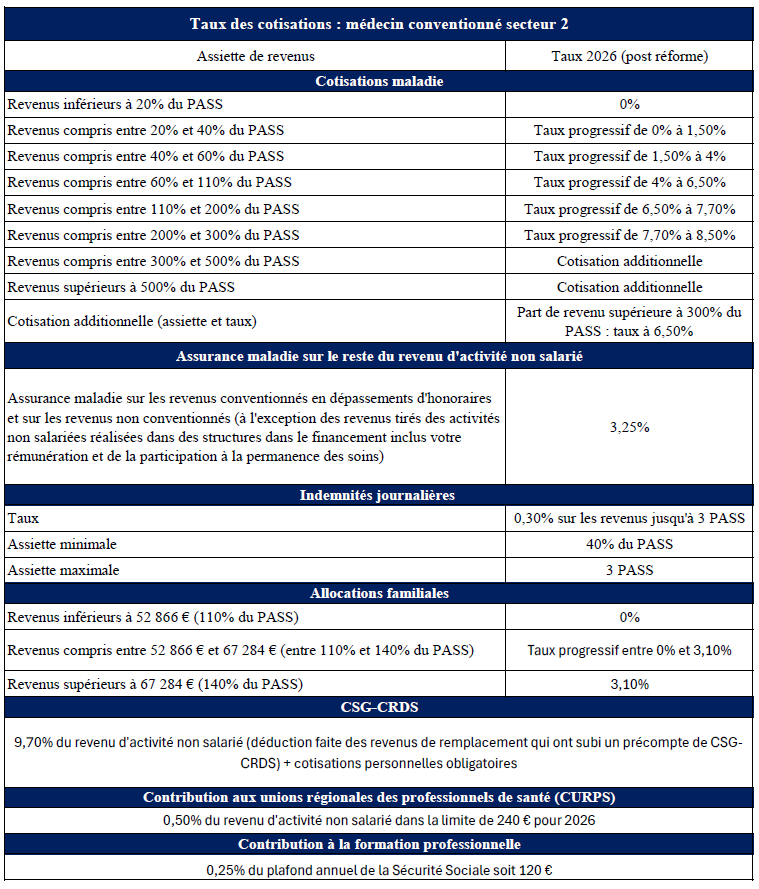 Taux des cotisations : médecin conventionné secteur 2
Assiette de revenus
Taux 2026 (post réforme)
Cotisations maladie
Revenus inférieurs à 20% du PASS
0%
Revenus compris entre 20% et 40% du PASS
Taux progressif de 0% à 1,50%
Revenus compris entre 40% et 60% du PASS
Taux progressif de 1,50% à 4%
Revenus compris entre 60% et 110% du PASS
Taux progressif de 4% à 6,50%
Revenus compris entre 110% et 200% du PASS
Taux progressif de 6,50% à 7,70%
Revenus compris entre 200% et 300% du PASS
Taux progressif de 7,70% à 8,50%
Revenus compris entre 300% et 500% du PASS
Cotisation additionnelle
Revenus supérieurs à 500% du PASS
Cotisation additionnelle
Cotisation additionnelle (assiette et taux)
Part de revenu supérieure à 300% du
PASS : taux à 6,50%
Assurance maladie sur le reste du revenu d'activité non salarié
Assurance maladie sur les revenus conventionnés en dépassements d'honoraires
et sur les revenus non conventionnés (à l'exception des revenus tirés des activités
non salariées réalisées dans des structures dans le financement inclus votre
rémunération et de la participation à la permanence des soins)
3,25%
Indemnités journalières
Taux
0,30% sur les revenus jusqu'à 3 PASS
Assiette minimale
40% du PASS
Assiette maximale
3 PASS
Allocations familiales
Revenus inférieurs à 52 866 € (110% du PASS)
0%
Revenus compris entre 52 866 € et 67 284 € (entre 110% et 140% du PASS)
Taux progressif entre 0% et 3,10%
Revenus supérieurs à 67 284 € (140% du PASS)
3,10%
CSG-CRDS
9,70% du revenu d'activité non salarié (déduction faite des revenus de remplacement qui ont subi un précompte de CSG-
CRDS) + cotisations personnelles obligatoires
Contribution aux unions régionales des professionnels de santé (CURPS)
0,50% du revenu d'activité non salarié dans la limite de 240 € pour 2026
Contribution à la formation professionnelle
0,25% du plafond annuel de la Sécurité Sociale soit 120 €